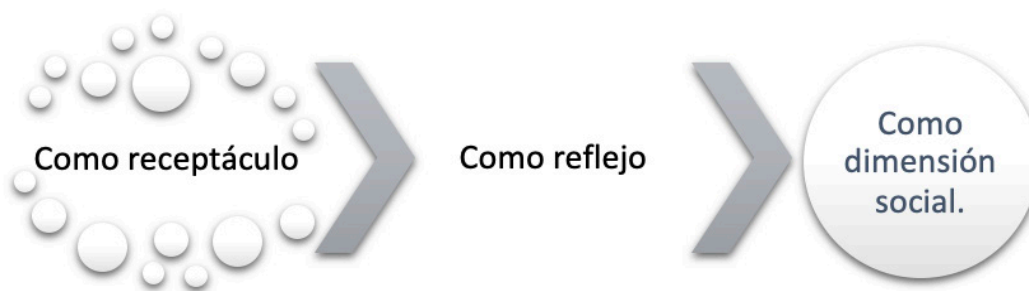 Como receptáculo
Como reflejo
Como
dimensión
social.